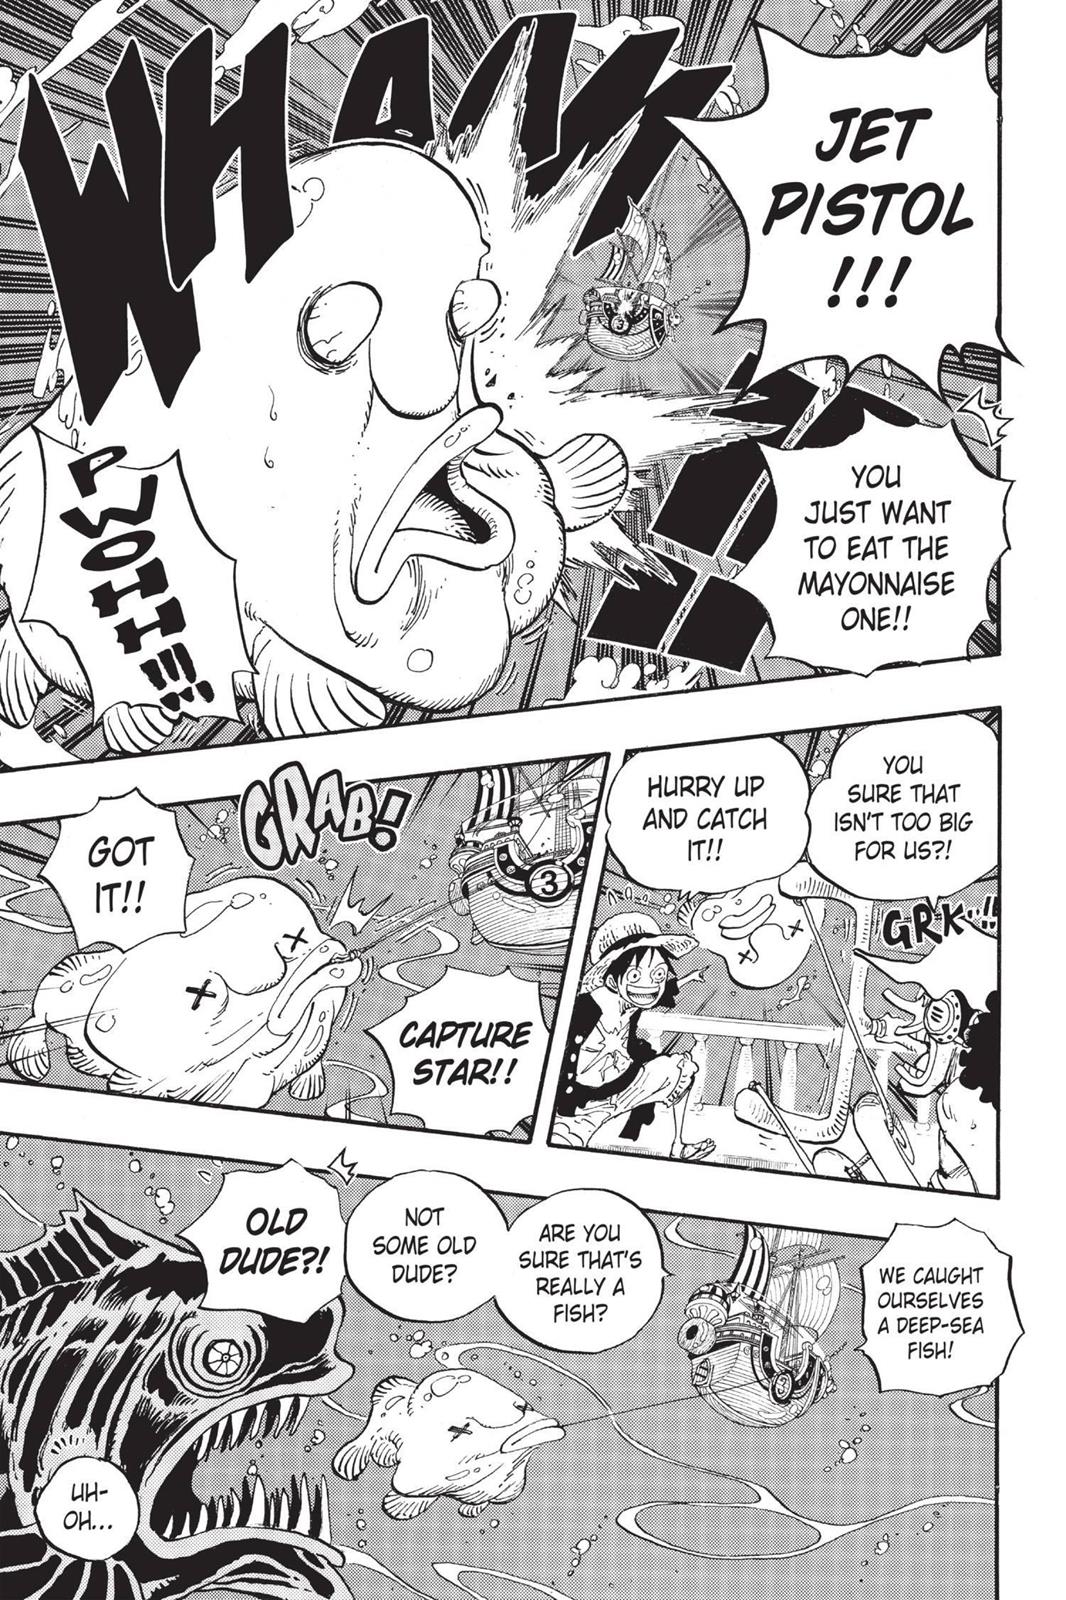 JET
PISTOL
!!!
WHAM
YOU
JUST WANT
TO EAT THE
MAYONNAISE
ONE!!
PWOHH!!!
YOU
SURE THAT
ISN'T TOO BIG
FOR US?!
HURRY UP
AND CATCH
IT!!
GRK...!!
GRAB!
3
GOT
IT!!
CAPTURE
STAR!!
WE CAUGHT
OURSELVES
A DEEP-SEA
FISH!
ARE YOU
SURE THAT'S
REALLY A
FISH?
NOT
SOME OLD
DUDE?
OLD
DUDE?!
UH-
OH...